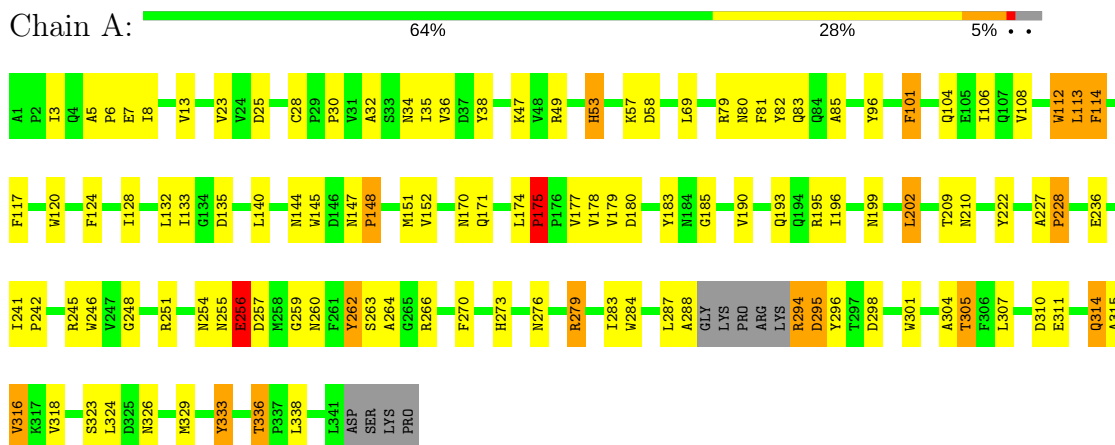 Chain A:
64% 28% 5% • •
A1 P2 I3 Q4 A5 P6 E7 I8 V13 V23 V24 D25 C28 P29 P30 V31 A32 S33 N34 I35 V36 D37 Y38 K47 V48 R49 H53 K57 D58 L69 R79 N80 F81 Y82 Q83 Q84 A85 Y96 F101 Q104 E105 I106 Q107 V108 W112 L113 F114
F117 W120 F124 I128 L132 I133 G134 D135 L140 N144 W145 D146 N147 P148 M151 V152 N170 Q171 L174 P175 P176 V177 V178 V179 D180 Y183 N184 G185 V190 Q193 Q194 R195 I196 N199 L202 T209 N210 Y222 A227 P228 E236
I241 P242 R245 W246 V247 G248 R251 N254 N255 E256 D257 M258 G259 N260 F261 Y262 S263 A264 G265 R266 F270 H273 N276 R279 I283 W284 L287 A288 GLY LYS PRO ARG LYS R294 D295 Y296 T297 D298 W301 A304 T305 F306 L307 D310 E311 Q314 A315
V316 K317 V318 S323 L324 D325 N326 M329 Y333 T336 P337 L338 L341 ASP SER LYS PRO